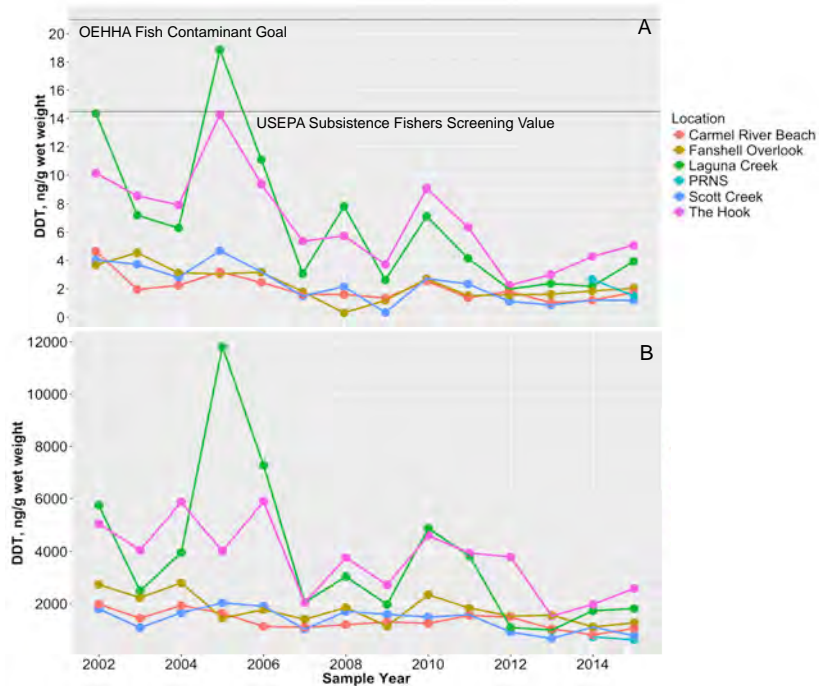 A
OEHHA Fish Contaminant Goal
USEPA Subsistence Fishers Screening Value
DDT, ng/g wet weight
20
18
16
14
12
10
8
6
4
2
0
Location
Carmel River Beach
Fanshell Overlook
Laguna Creek
PRNS
Scott Creek
The Hook
B
DDT, ng/g wet weight
12000
10000
8000
6000
4000
2000
2002 2004 2006 2008 2010 2012 2014
Sample Year